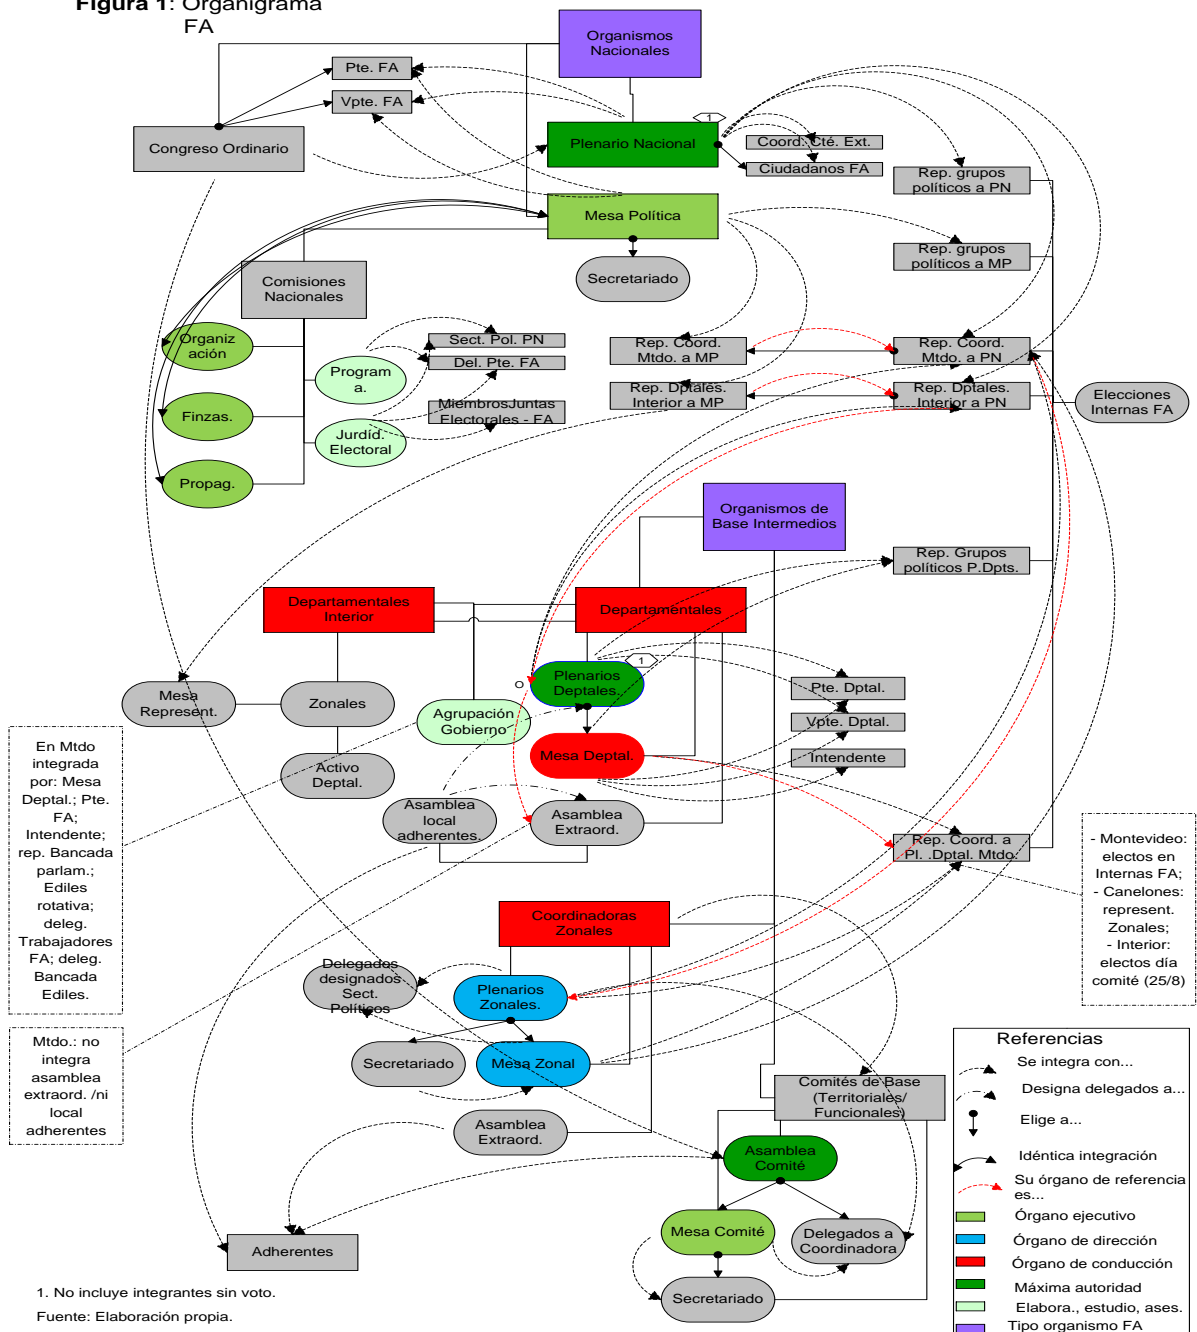 Figura 1: Organigrama
FA
Organismos
Nacionales
Pte. FA
Vpte. FA
Congreso Ordinario
1
Plenario Nacional
Coord. Cté. Ext.
Ciudadanos FA
Rep. grupos
políticos a PN
Mesa Política
Rep. grupos
políticos a MP
Secretariado
Comisiones
Nacionales
Organiz
ación
Program
a.
Sect. Pol. PN
Del. Pte. FA
Rep. Coord.
Mtdo. a MP
Rep. Coord.
Mtdo. a PN
Rep. Dptales.
Interior a MP
Rep. Dptales.
Interior a PN
Elecciones
Internas FA
Finzas.
MiembrosJuntas
Electorales - FA
Jurdíd.
Electoral
Propag.
Organismos de
Base Intermedios
Rep. Grupos
políticos P.Dpts.
Departamentales
Interior
Departamentales
1
Plenarios
Deptales.
O
Pte. Dptal.
Mesa
Represent.
Zonales
Agrupación
Gobierno
Vpte. Dptal.
Mesa Deptal.
Intendente
Activo
Deptal.
En Mtdo
integrada
por: Mesa
Deptal.; Pte.
FA;
Intendente;
rep. Bancada
parlam.;
Ediles
rotativa;
deleg.
Trabajadores
FA; deleg.
Bancada
Ediles.
Asamblea
local
adherentes.
Asamblea
Extraord.
Rep. Coord. a
Pl. .Dptal. Mtdo.
- Montevideo:
electos en
Internas FA;
- Canelones:
represent.
Zonales;
- Interior:
electos día
comité (25/8)
Coordinadoras
Zonales
Delegados
designados
Sect.
Políticos
Plenarios
Zonales.
Mtdo.: no
integra
asamblea
extraord. /ni
local
adherentes
Secretariado
Mesa Zonal
Comités de Base
(Territoriales/
Funcionales)
Asamblea
Extraord.
Asamblea
Comité
Mesa Comité
Delegados a
Coordinadora
Adherentes
Secretariado
Referencias
Se integra con...
Designa delegados a...
Elige a...
Idéntica integración
Su órgano de referencia
es...
Órgano ejecutivo
Órgano de dirección
Órgano de conducción
Máxima autoridad
Elabora., estudio, ases.
Tipo organismo FA
1. No incluye integrantes sin voto.
Fuente: Elaboración propia.